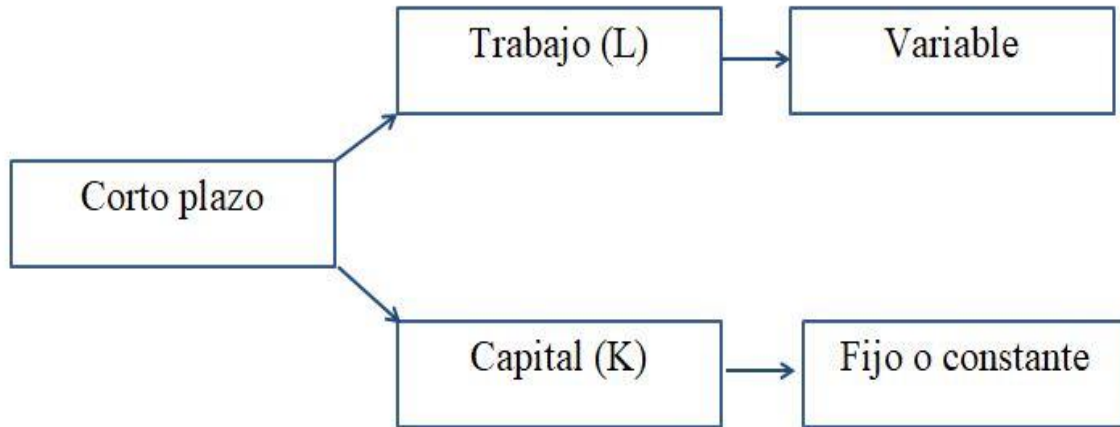 Trabajo (L)
Variable
Corto plazo
Capital (K)
Fijo o constante